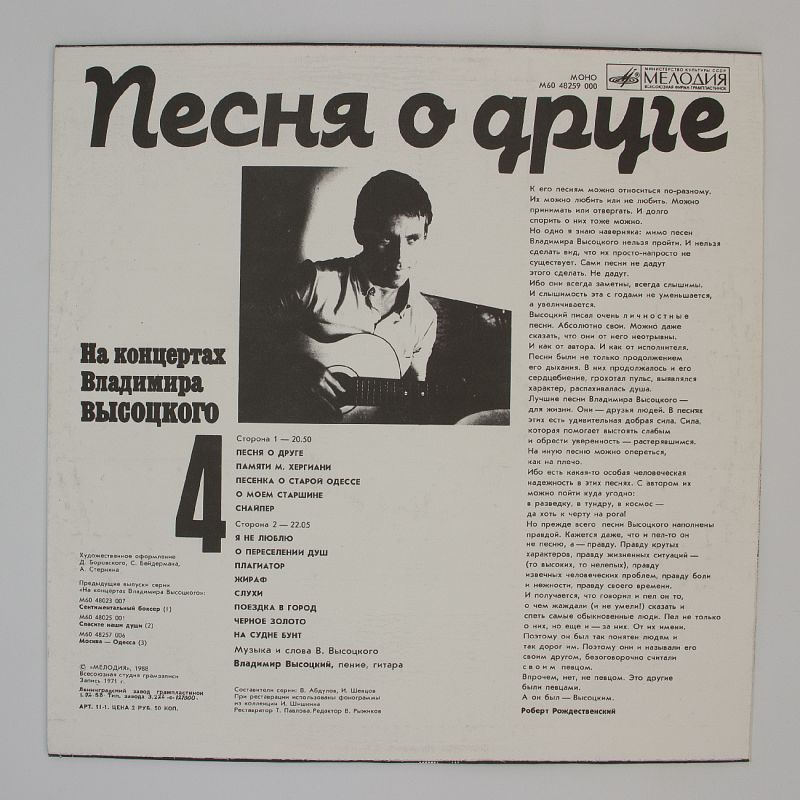 Песня о друге
МОНО
М60 48259 000
МИНИСТЕРСТВО КУЛЬТУРЫ СССР
МЕЛОДИЯ
ВСЕСОЮЗНАЯ ФИРМА ГРАМПЛАСТИНОК
На концертах
Владимира
ВЫСОЦКОГО
4
Сторона 1 — 20.50
ПЕСНЯ О ДРУГЕ
ПАМЯТИ М. ХЕРГИАНИ
ПЕСЕНКА О СТАРОЙ ОДЕССЕ
О МОЕМ СТАРШИНЕ
СНАЙПЕР
Сторона 2 — 22.05
Я НЕ ЛЮБЛЮ
О ПЕРЕСЕЛЕНИИ ДУШ
ПЛАГИАТОР
ЖИРАФ
СЛУХИ
ПОЕЗДКА В ГОРОД
ЧЕРНОЕ ЗОЛОТО
НА СУДНЕ БУНТ
Музыка и слова В. Высоцкого
Владимир Высоцкий, пение, гитара
Составители серии: В. Абдулов, И. Шевцов
При реставрации использованы фонограммы
из коллекции И. Шишкина
Реставратор Т. Павлова. Редактор В. Рыжиков
Художественное оформление
Д. Боровского, С. Бейдермана,
А. Стернина
Предыдущие выпуски серии
«На концертах Владимира Высоцкого»:
М60 48023 007
Сентиментальный боксер (1)
М60 48025 001
Спасите наши души (2)
М60 48257 006
Москва — Одесса (3)
© «МЕЛОДИЯ», 1988
Всесоюзная студия грамзаписи
Запись 1971 г.
Ленинградский завод грампластинок
Тип. завода
АРТ. 11-1. ЦЕНА 2 РУБ. 50 КОП.
К его песням можно относиться по-разному.
Их можно любить или не любить. Можно
принимать или отвергать. И долго
спорить о них тоже можно.
Но одно я знаю наверняка: мимо песен
Владимира Высоцкого нельзя пройти. И нельзя
сделать вид, что их просто-напросто не
существует. Сами песни не дадут
этого сделать. Не дадут.
Ибо они всегда заметны, всегда слышимы.
И слышимость эта с годами не уменьшается,
а увеличивается.
Высоцкий писал очень личностные
песни. Абсолютно свои. Можно даже
сказать, что они от него неотрывны.
И как от автора. И как от исполнителя.
Песни были не только продолжением
его дыхания. В них продолжалось и его
сердцебиение, грохотал пульс, выявлялся
характер, распахивалась душа.
Лучшие песни Владимира Высоцкого —
для жизни. Они — друзья людей. В песнях
этих есть удивительная добрая сила. Сила,
которая помогает выстоять слабым
и обрести уверенность — растерявшимся.
На иную песню можно опереться,
как на плечо.
Ибо есть какая-то особая человеческая
надежность в этих песнях. С автором их
можно пойти куда угодно:
в разведку, в тундру, в космос —
да хоть к черту на рога!
Но прежде всего песни Высоцкого наполнены
правдой. Кажется даже, что и пел-то он
не песню, а — правду. Правду крутых
характеров, правду жизненных ситуаций —
(то высоких, то нелепых), правду
извечных человеческих проблем, правду боли
и нежности, правду своего времени.
И получается, что говорил и пел он то,
о чем жаждали (и не умели!) сказать и
спеть самые обыкновенные люди. Пел не только
о них, но еще и — за них. От их имени.
Поэтому он был так понятен людям и
так дорог им. Поэтому они и называли его
своим другом, безоговорочно считали
своим певцом.
Впрочем, нет, не певцом. Это другие
были певцами.
А он был — Высоцким.
Роберт Рождественский